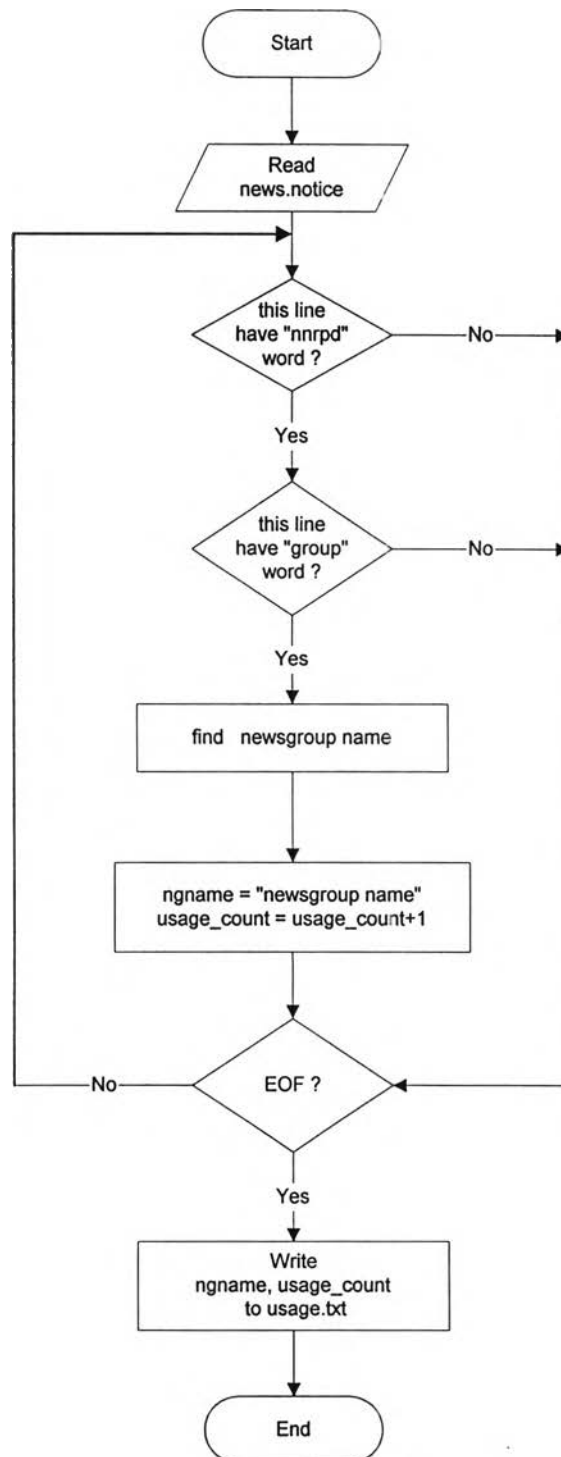 Start
Read
news.notice
this line
have "nnrpd"
word ?
No
Yes
this line
have "group"
word ?
No
Yes
find newsgroup name
ngname = "newsgroup name"
usage_count = usage_count+1
EOF ?
No
Yes
Write
ngname, usage_count
to usage.txt
End